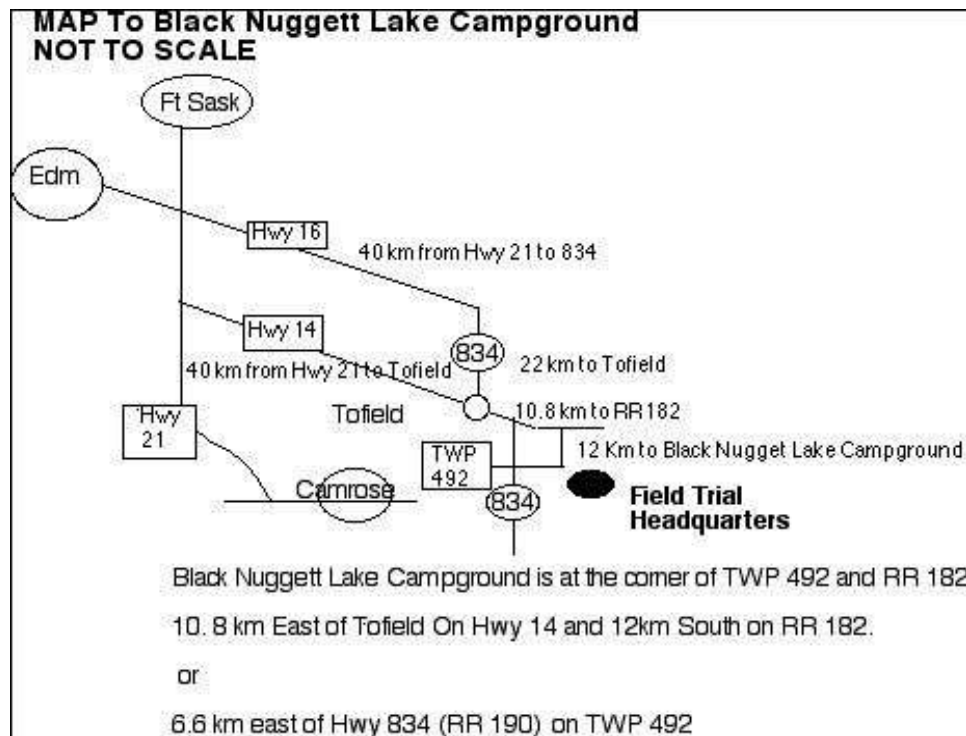 MAP To Black Nuggett Lake Campground
NOT TO SCALE
Ft Sask
Edm
Hwy 16
40 km from Hwy 21 to 834
Hwy 14
834
22 km to Tofield
40 km from Hwy 21 to Tofield
10.8 km to RR 182
Tofield
'Hwy
21
TWP
492
12 Km to Black Nugget Lake Campground
Camrose
834
Field Trial
Headquarters
Black Nuggett Lake Campground is at the corner of TWP 492 and RR 182
10. 8 km East of Tofield On Hwy 14 and 12km South on RR 182.
or
6.6 km east of Hwy 834 (RR 190) on TWP 492